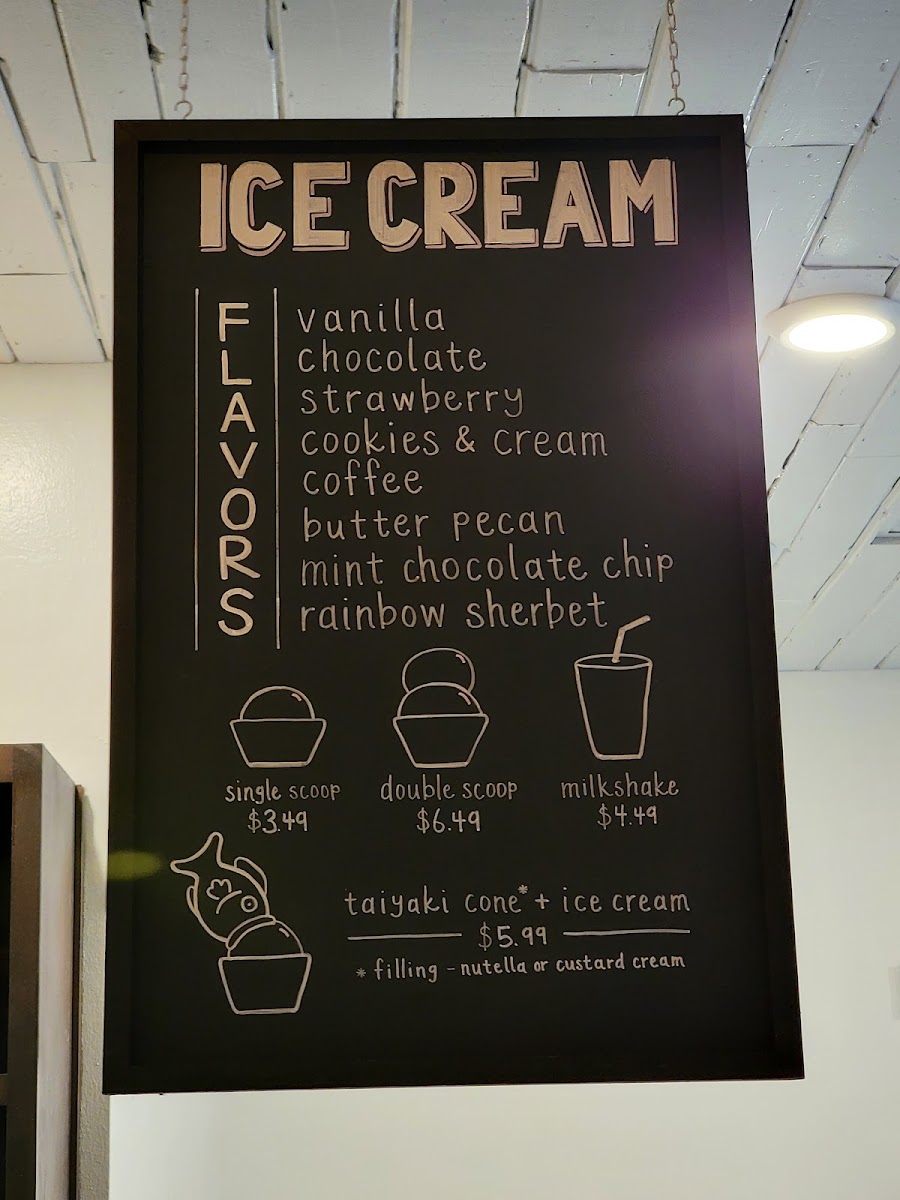 ICE CREAM
FLAVORS
vanilla
chocolate
strawberry
cookies & cream
coffee
butter pecan
mint chocolate chip
rainbow sherbet
single scoop
$3.49
double scoop
$6.49
milkshake
$4.49
taiyaki cone* + ice cream
$5.99
* filling - nutella or custard cream